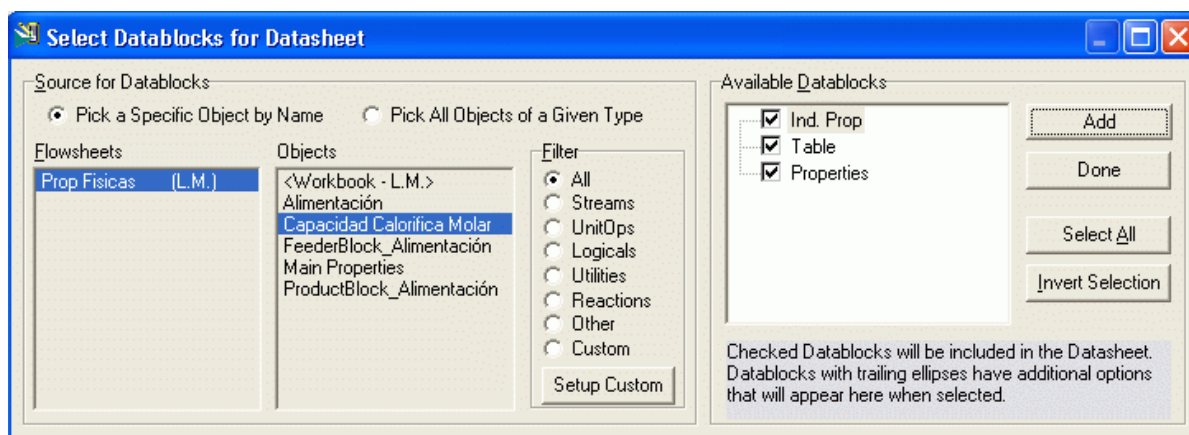 Select Datablocks for Datasheet
Source for Datablocks
Pick a Specific Object by Name
Pick All Objects of a Given Type
Flowsheets
Prop Fisicas (L.M.)
Objects
<Workbook - L.M.>
Alimentación
Capacidad Calorifica Molar
FeederBlock_Alimentación
Main Properties
ProductBlock_Alimentación
Filter
All
Streams
UnitOps
Logicals
Utilities
Reactions
Other
Custom
Setup Custom
Available Datablocks
Ind. Prop
Table
Properties
Add
Done
Select All
Invert Selection
Checked Datablocks will be included in the Datasheet.
Datablocks with trailing ellipses have additional options
that will appear here when selected.